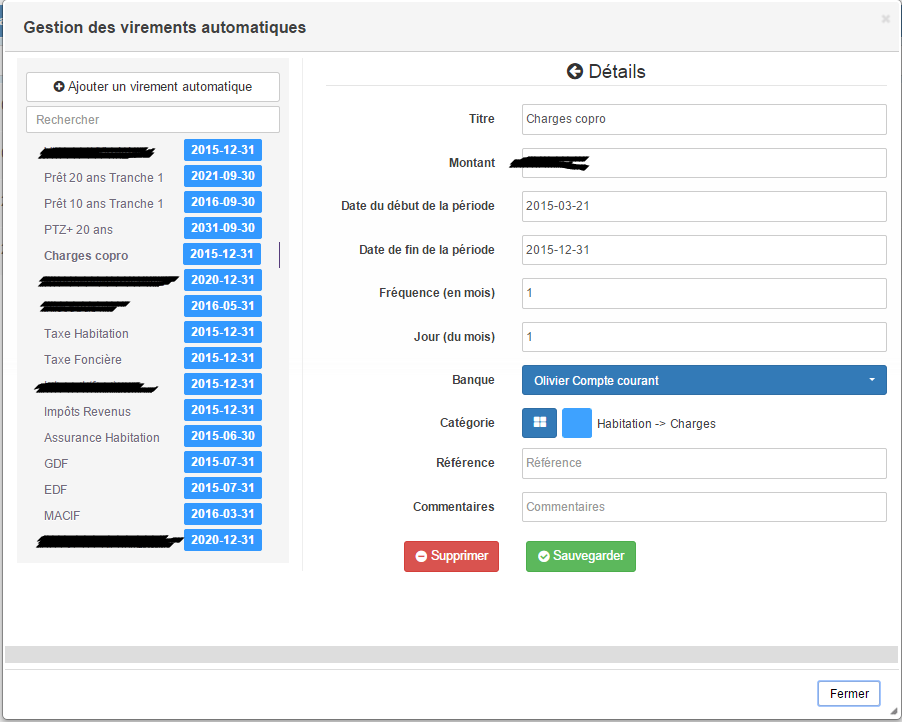 Gestion des virements automatiques
×
Ajouter un virement automatique
Rechercher
2015-12-31
Prêt 20 ans Tranche 1 2021-09-30
Prêt 10 ans Tranche 1 2016-09-30
PTZ+ 20 ans 2031-09-30
Charges copro 2015-12-31
2020-12-31
2016-05-31
Taxe Habitation 2015-12-31
Taxe Foncière 2015-12-31
2015-12-31
Impôts Revenus 2015-12-31
Assurance Habitation 2015-06-30
GDF 2015-07-31
EDF 2015-07-31
MACIF 2016-03-31
2020-12-31
Détails
Titre Charges copro
Montant
Date du début de la période 2015-03-21
Date de fin de la période 2015-12-31
Fréquence (en mois) 1
Jour (du mois) 1
Banque Olivier Compte courant
Catégorie Habitation -> Charges
Référence Référence
Commentaires Commentaires
Supprimer Sauvegarder
Fermer